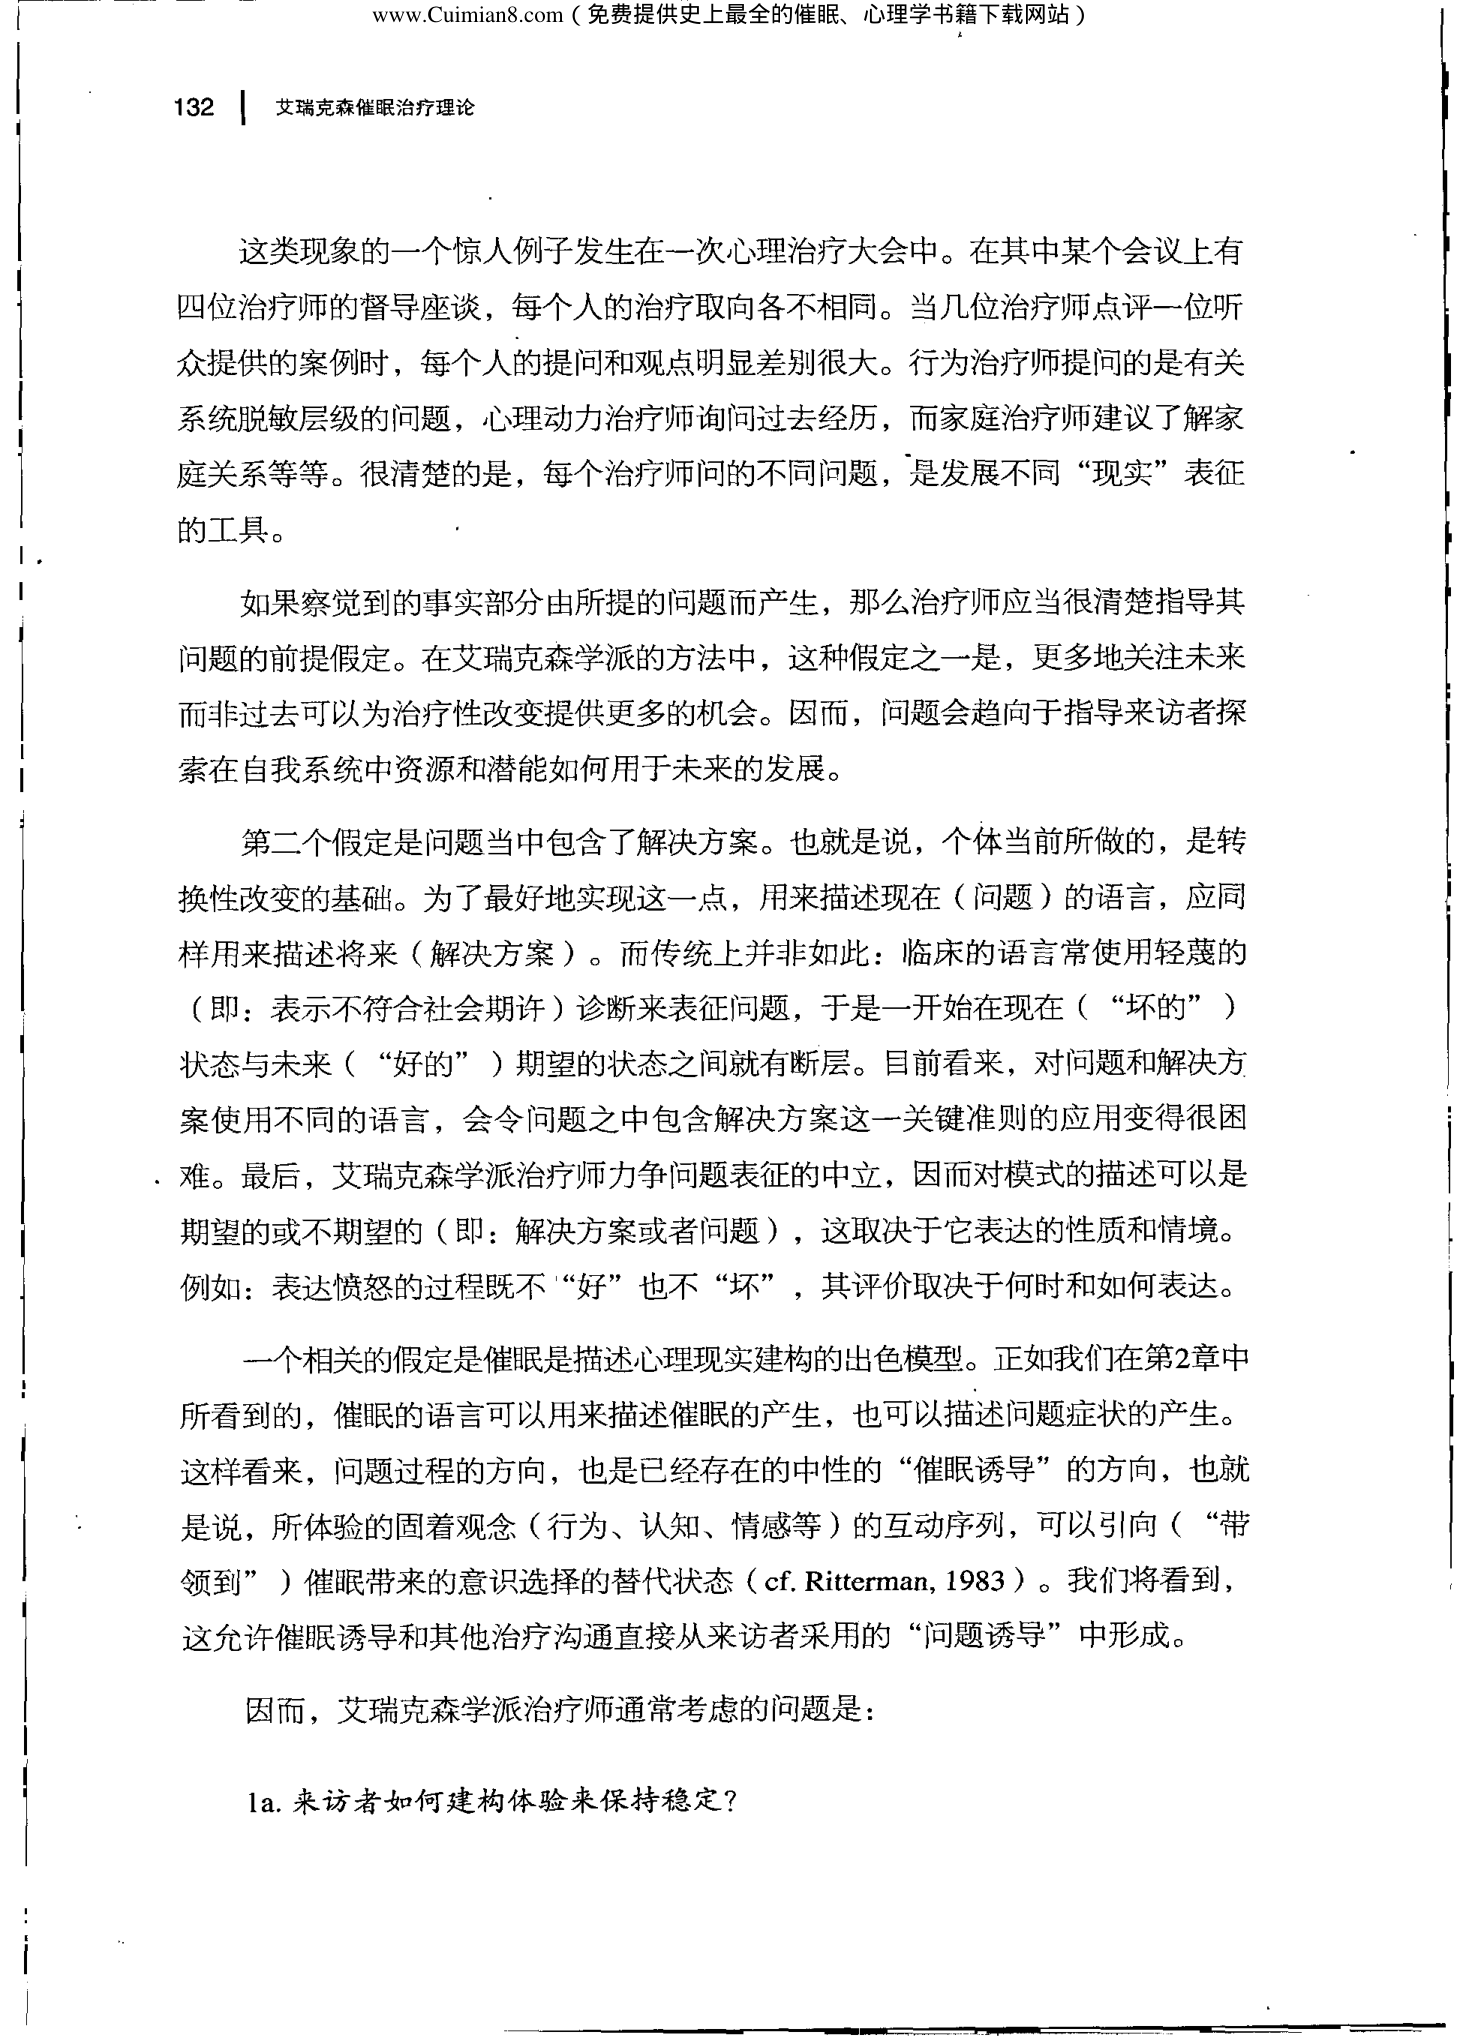 www.Cuimian8.com（免费提供史上最全的催眠、心理学书籍下载网站）
132 | 艾瑞克森催眠治疗理论
这类现象的一个惊人例子发生在一次心理治疗大会中。在其中某个会议上有
四位治疗师的督导座谈，每个人的治疗取向各不相同。当几位治疗师点评一位听
众提供的案例时，每个人的提问和观点明显差别很大。行为治疗师提问的是有关
系统脱敏层级的问题，心理动力治疗师询问过去经历，而家庭治疗师建议了解家
庭关系等等。很清楚的是，每个治疗师问的不同问题，是发展不同“现实”表征
的工具。
如果察觉到的事实部分由所提的问题而产生，那么治疗师应当很清楚指导其
问题的前提假定。在艾瑞克森学派的方法中，这种假定之一是，更多地关注未来
而非过去可以为治疗性改变提供更多的机会。因而，问题会趋向于指导来访者探
索在自我系统中资源和潜能如何用于未来的发展。
第二个假定是问题当中包含了解决方案。也就是说，个体当前所做的，是转
换性改变的基础。为了最好地实现这一点，用来描述现在（问题）的语言，应同
样用来描述将来（解决方案）。而传统上并非如此：临床的语言常使用轻蔑的
（即：表示不符合社会期许）诊断来表征问题，于是一开始在现在（“坏的”）
状态与未来（“好的”）期望的状态之间就有断层。目前看来，对问题和解决方
案使用不同的语言，会令问题之中包含解决方案这一关键准则的应用变得很困
难。最后，艾瑞克森学派治疗师力争问题表征的中立，因而对模式的描述可以是
期望的或不期望的（即：解决方案或者问题），这取决于它表达的性质和情境。
例如：表达愤怒的过程既不“好”也不“坏”，其评价取决于何时和如何表达。
一个相关的假定是催眠是描述心理现实建构的出色模型。正如我们在第2章中
所看到的，催眠的语言可以用来描述催眠的产生，也可以描述问题症状的产生。
这样看来，问题过程的方向，也是已经存在的中性的“催眠诱导”的方向，也就
是说，所体验的固着观念（行为、认知、情感等）的互动序列，可以引向（“带
领到”）催眠带来的意识选择的替代状态（cf. Ritterman, 1983）。我们将看到，
这允许催眠诱导和其他治疗沟通直接从来访者采用的“问题诱导”中形成。
因而，艾瑞克森学派治疗师通常考虑的问题是：
1a. 来访者如何建构体验来保持稳定？